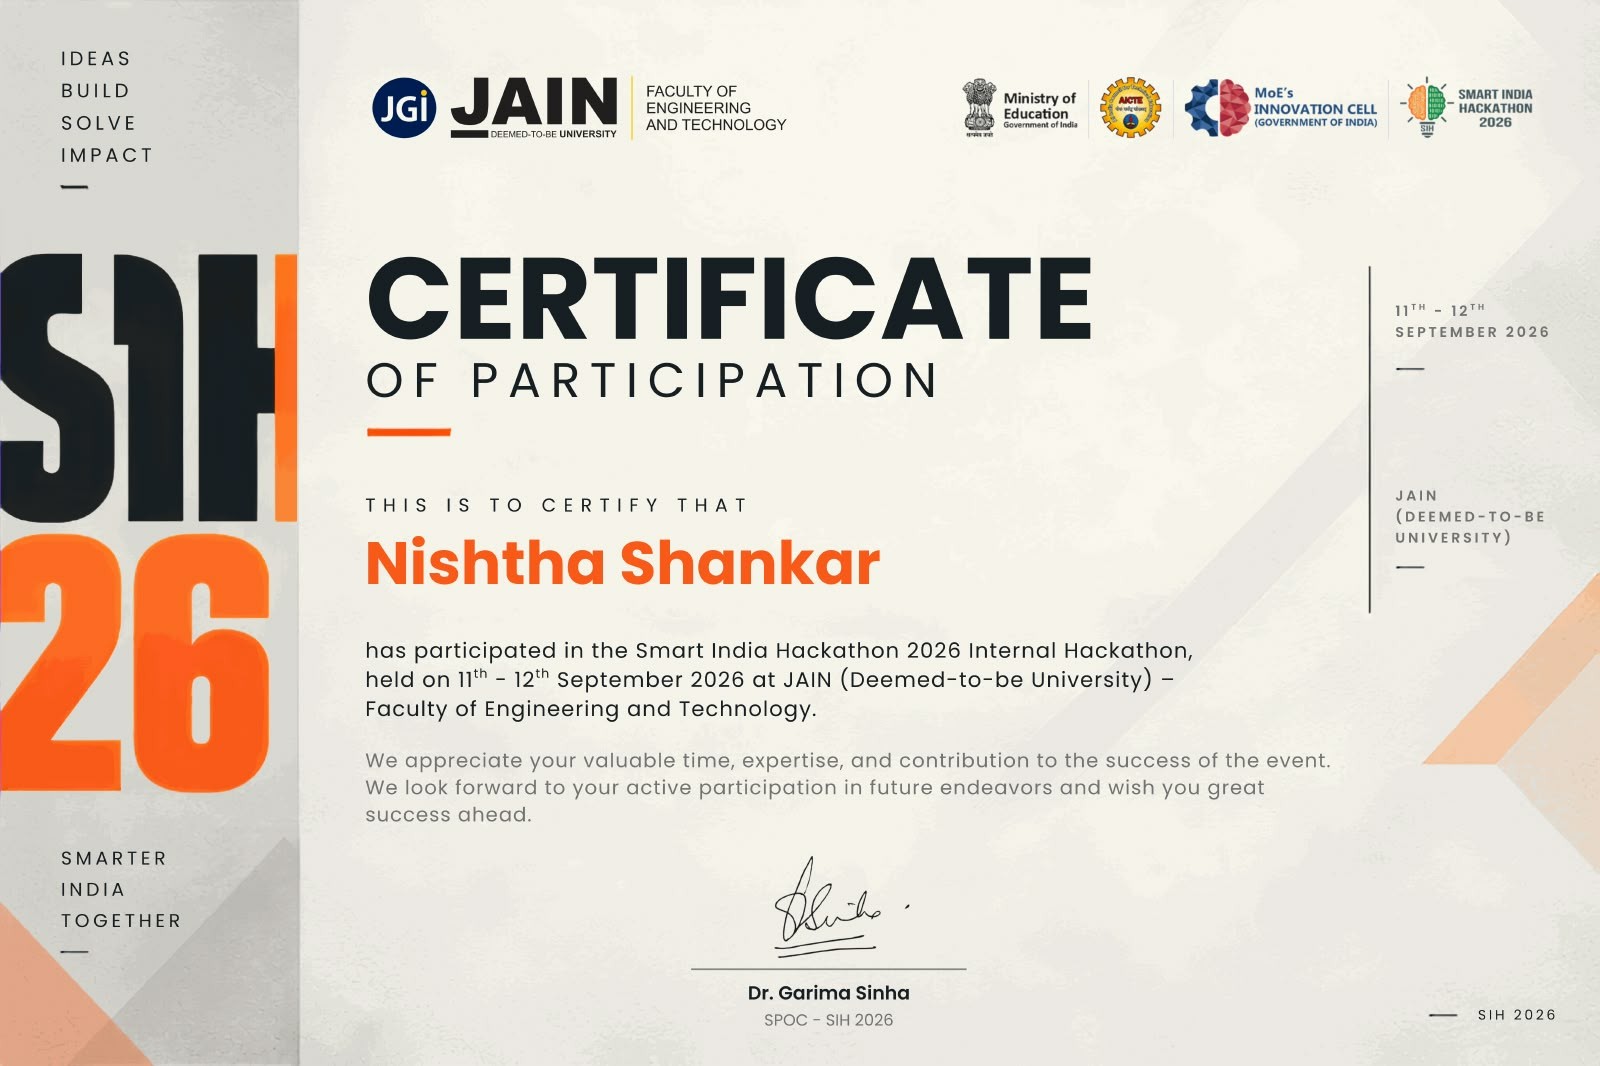 IDEAS
BUILD
SOLVE
IMPACT
SIH
26
SMARTER
INDIA
TOGETHER
JGi
JAIN
DEEMED-TO-BE UNIVERSITY
FACULTY OF
ENGINEERING
AND TECHNOLOGY
सत्यमेव जयते
Ministry of
Education
Government of India
AICTE
MoE's
INNOVATION CELL
(GOVERNMENT OF INDIA)
SIH
SMART INDIA
HACKATHON
2026
CERTIFICATE
OF PARTICIPATION
THIS IS TO CERTIFY THAT
Nishtha Shankar
has participated in the Smart India Hackathon 2026 Internal Hackathon,
held on 11th - 12th September 2026 at JAIN (Deemed-to-be University) –
Faculty of Engineering and Technology.
We appreciate your valuable time, expertise, and contribution to the success of the event.
We look forward to your active participation in future endeavors and wish you great
success ahead.
Dr. Garima Sinha
SPOC - SIH 2026
11TH - 12TH
SEPTEMBER 2026
JAIN
(DEEMED-TO-BE
UNIVERSITY)
SIH 2026